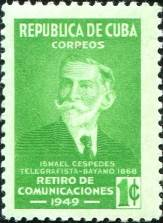 REPUBLICA DE CUBA
CORREOS
ISMAEL CESPEDES
TELEGRAFISTA-BAYAMO 1868
RETIRO DE
COMUNICACIONES
1949
1¢